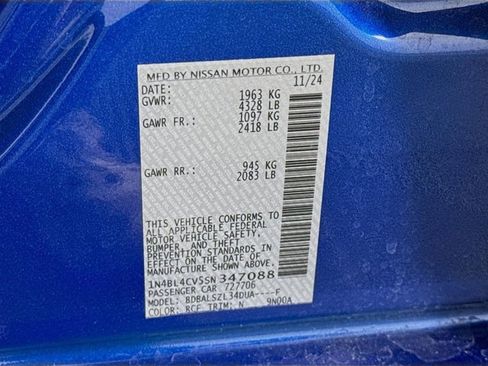 MFD BY NISSAN MOTOR CO., LTD.
DATE: 11/24
GVWR: 1963 KG
4328 LB
GAWR FR.: 1097 KG
2418 LB
GAWR RR.: 945 KG
2083 LB
THIS VEHICLE CONFORMS TO
ALL APPLICABLE FEDERAL
MOTOR VEHICLE SAFETY,
BUMPER, AND THEFT
PREVENTION STANDARDS
IN EFFECT ON THE DATE OF
MANUFACTURE SHOWN ABOVE.
1N4BL4CV5SN347088
PASSENGER CAR 727706
MODEL: BDBALSZL34DUA----F
COLOR: RCF TRIM: N 9N00A